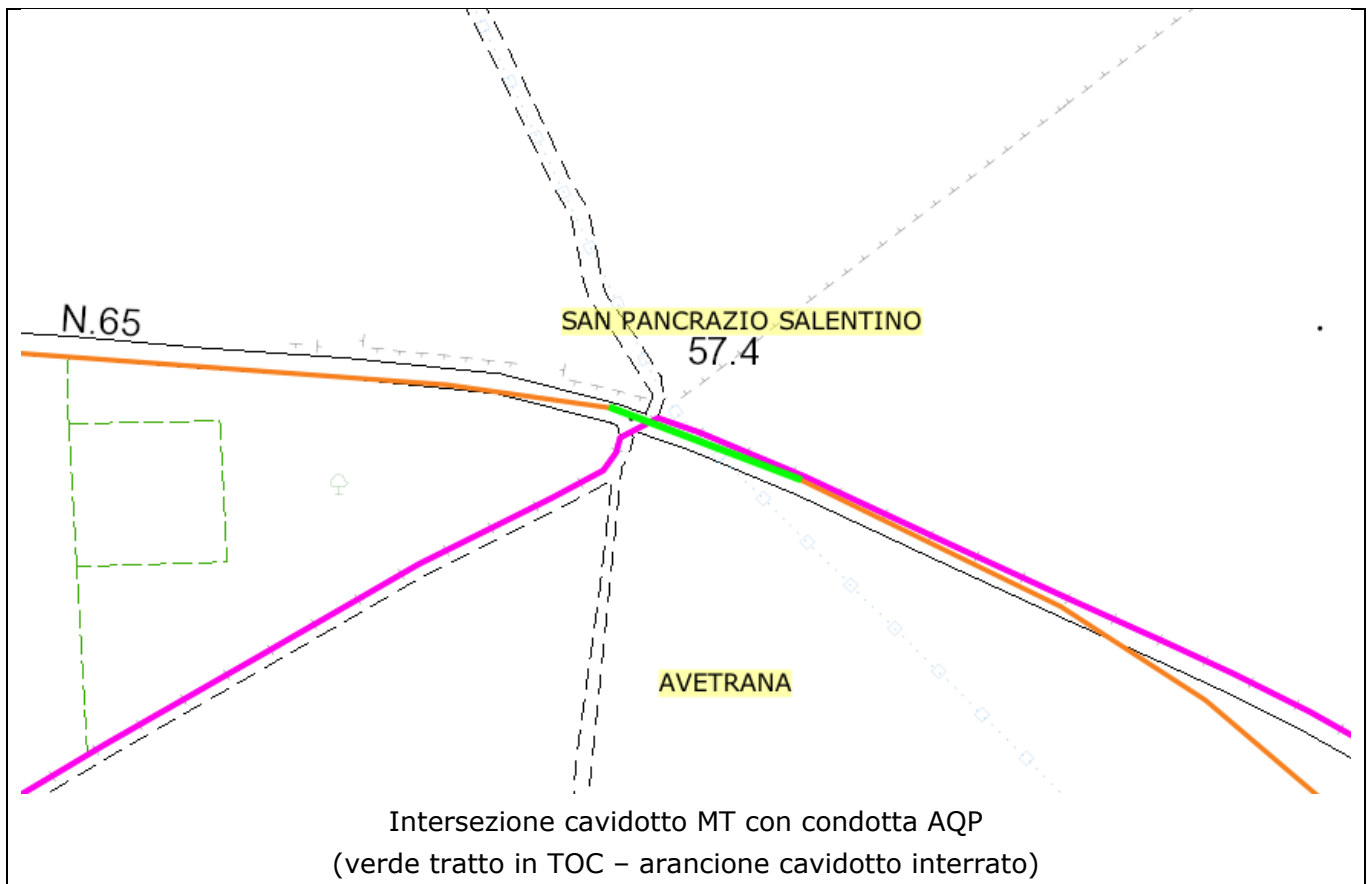 N.65
SAN PANCRAZIO SALENTINO
57.4
AVETRANA
Intersezione cavidotto MT con condotta AQP
(verde tratto in TOC – arancione cavidotto interrato)